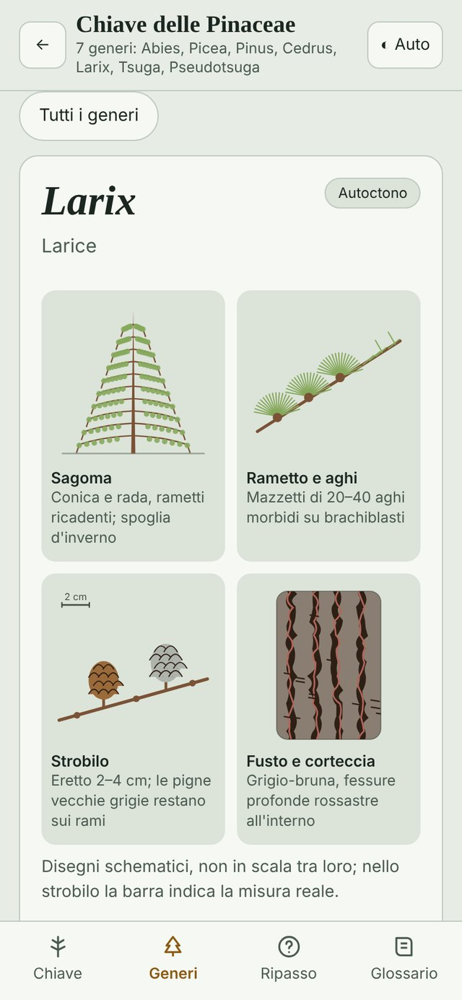 ←
Chiave delle Pinaceae
7 generi: Abies, Picea, Pinus, Cedrus,
Larix, Tsuga, Pseudotsuga
Auto
Tutti i generi
Larix
Autoctono
Larice
Sagoma
Conica e rada, rametti
ricadenti; spoglia
d'inverno
Rametto e aghi
Mazzetti di 20–40 aghi
morbidi su brachiblasti
2 cm
Strobilo
Eretto 2–4 cm; le pigne
vecchie grigie restano
sui rami
Fusto e corteccia
Grigio-bruna, fessure
profonde rossastre
all'interno
Disegni schematici, non in scala tra loro; nello
strobilo la barra indica la misura reale.
Chiave
Generi
Ripasso
Glossario